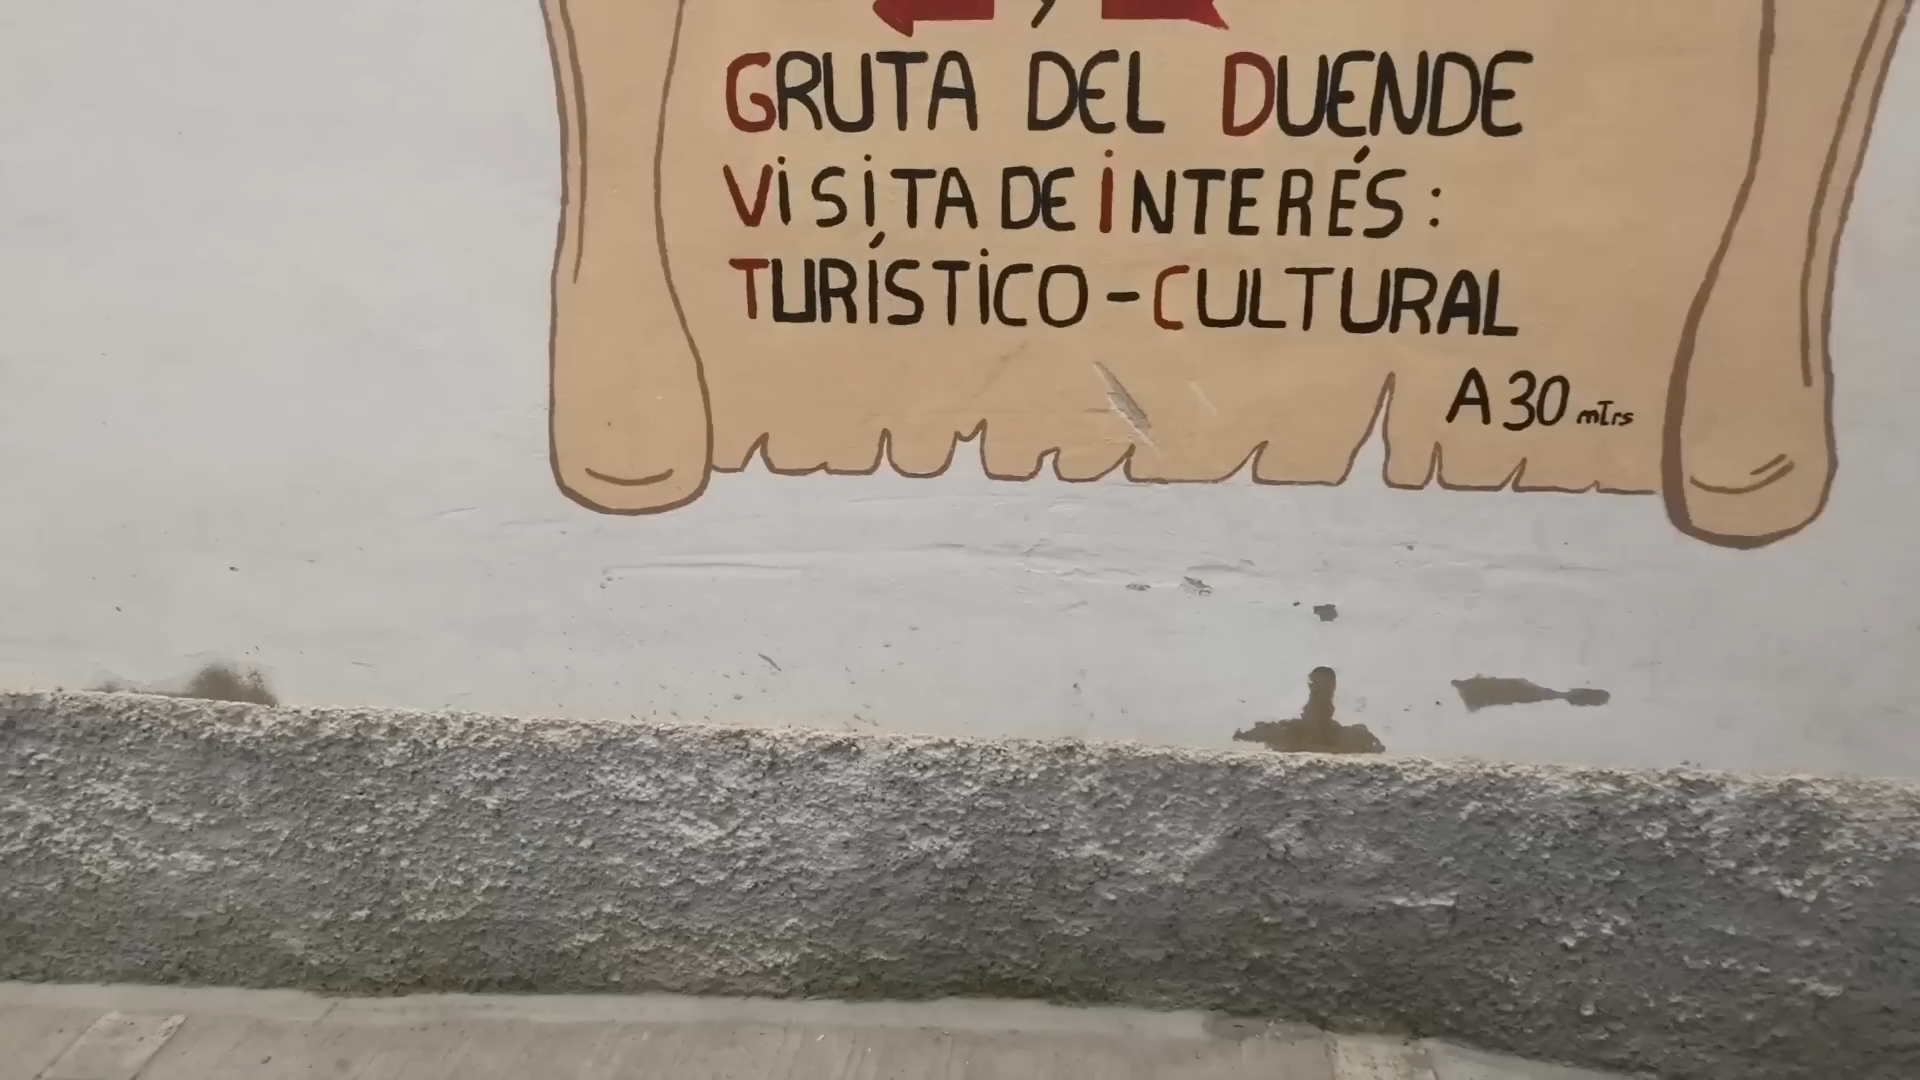 GRUTA DEL DUENDE
VISITA DE INTERÉS:
TURÍSTICO-CULTURAL
A 30 mTrs